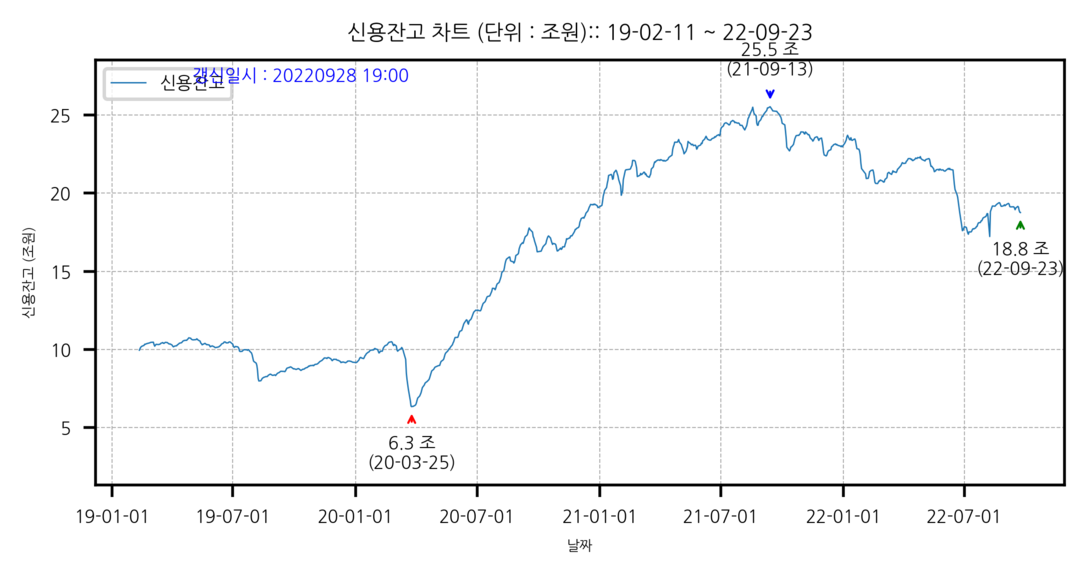 신용잔고 차트 (단위 : 조원):: 19-02-11 ~ 22-09-23
25.5 조
(21-09-13)
갱신일시 : 20220928 19:00
신용잔고
25
20
15
10
5
신용잔고 (조원)
18.8 조
(22-09-23)
6.3 조
(20-03-25)
19-01-01 19-07-01 20-01-01 20-07-01 21-01-01 21-07-01 22-01-01 22-07-01
날짜